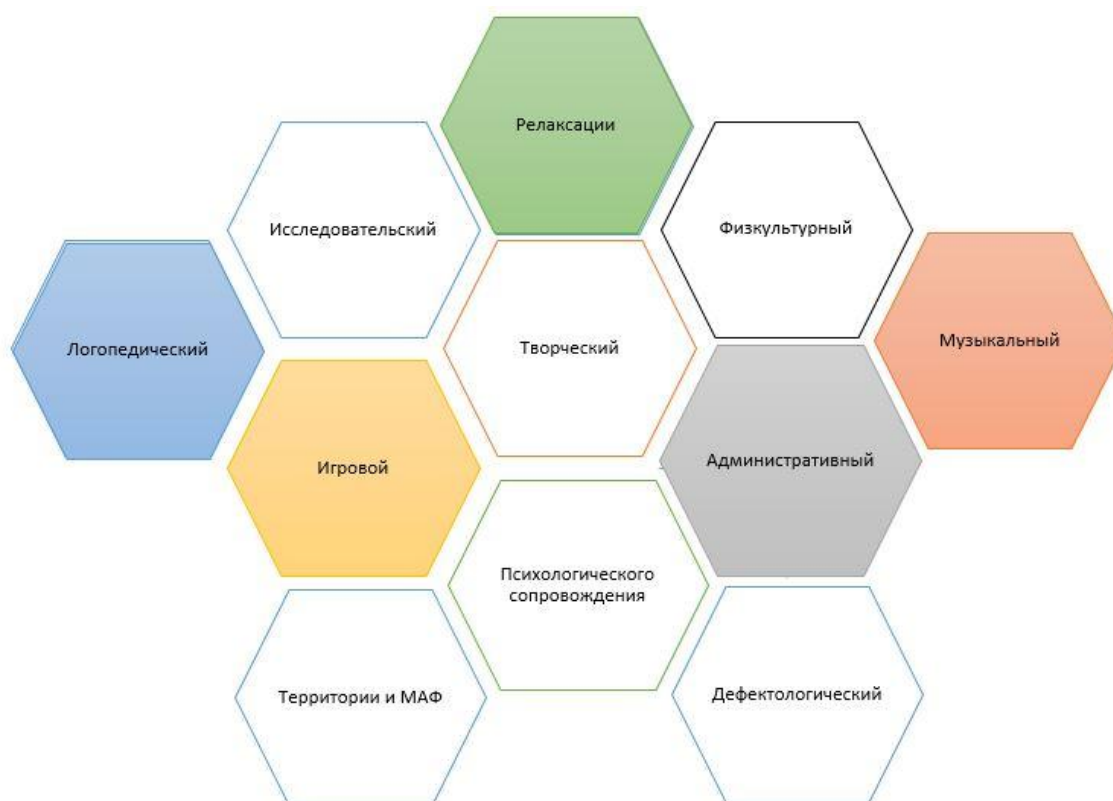 Релаксации
Исследовательский
Физкультурный
Логопедический
Творческий
Музыкальный
Игровой
Административный
Психологического
сопровождения
Территории и МАФ
Дефектологический